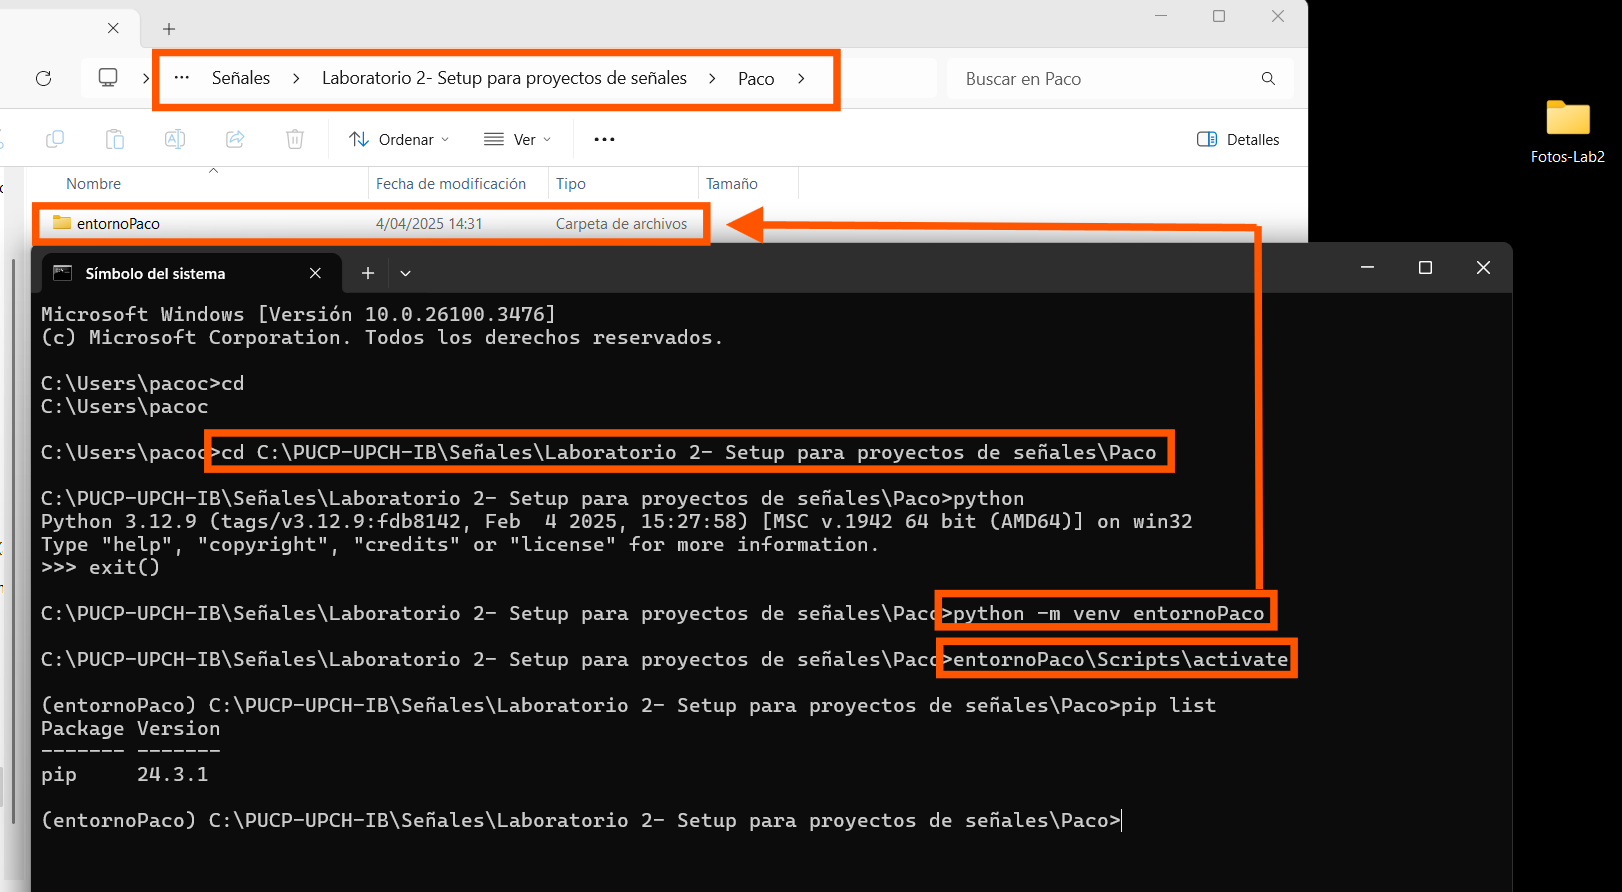 ··· Señales > Laboratorio 2- Setup para proyectos de señales > Paco >
Buscar en Paco
Ordenar
Ver
Detalles
Fotos-Lab2
Nombre
Fecha de modificación
Tipo
Tamaño
entornoPaco
4/04/2025 14:31
Carpeta de archivos
Símbolo del sistema
Microsoft Windows [Versión 10.0.26100.3476]
(c) Microsoft Corporation. Todos los derechos reservados.
C:\Users\pacoc>cd
C:\Users\pacoc
C:\Users\pacoc>cd C:\PUCP-UPCH-IB\Señales\Laboratorio 2- Setup para proyectos de señales\Paco
C:\PUCP-UPCH-IB\Señales\Laboratorio 2- Setup para proyectos de señales\Paco>python
Python 3.12.9 (tags/v3.12.9:fdb8142, Feb  4 2025, 15:27:58) [MSC v.1942 64 bit (AMD64)] on win32
Type "help", "copyright", "credits" or "license" for more information.
>>> exit()
C:\PUCP-UPCH-IB\Señales\Laboratorio 2- Setup para proyectos de señales\Paco>python -m venv entornoPaco
C:\PUCP-UPCH-IB\Señales\Laboratorio 2- Setup para proyectos de señales\Paco>entornoPaco\Scripts\activate
(entornoPaco) C:\PUCP-UPCH-IB\Señales\Laboratorio 2- Setup para proyectos de señales\Paco>pip list
Package Version
------- -------
pip     24.3.1
(entornoPaco) C:\PUCP-UPCH-IB\Señales\Laboratorio 2- Setup para proyectos de señales\Paco>